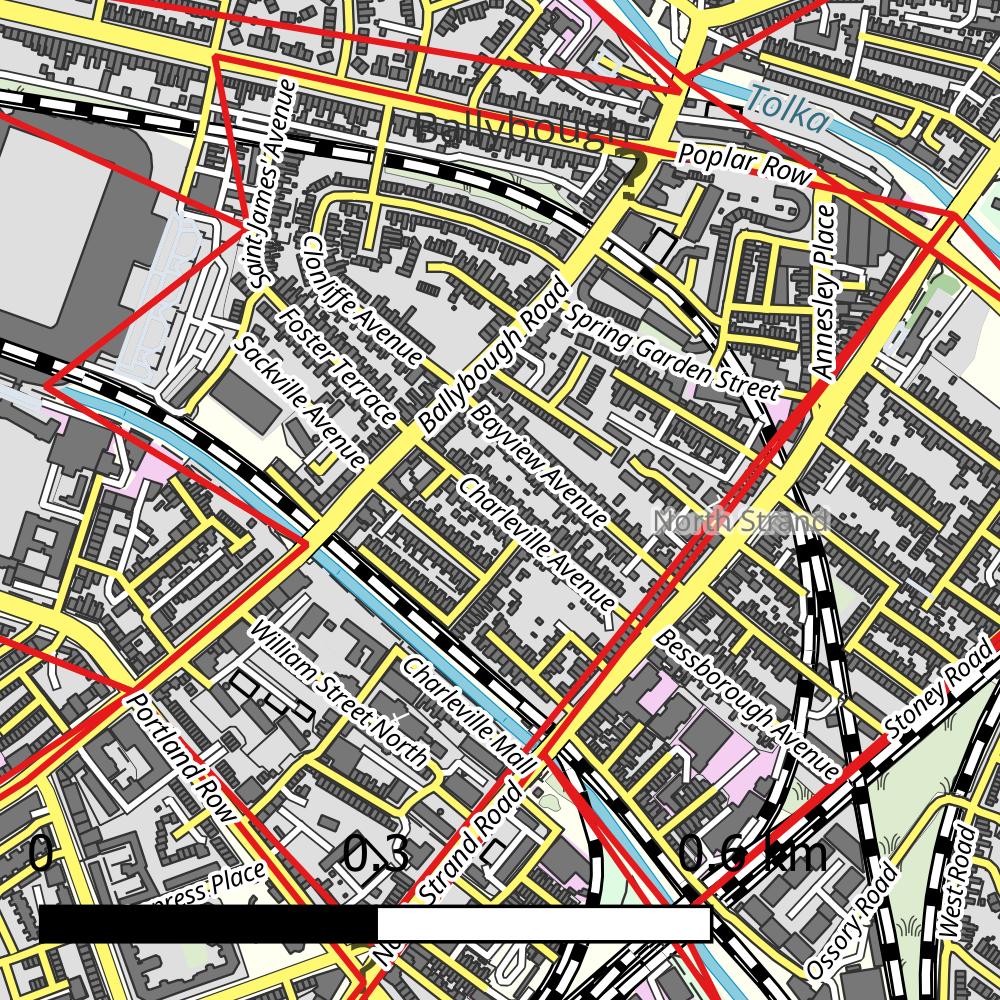 Tolka
Ballybough
?
Poplar Row
Saint James' Avenue
Clonliffe Avenue
Annesley Place
Foster Terrace
Sackville Avenue
Ballybough Road
Spring Garden Street
Bayview Avenue
Charleville Avenue
North Strand
William Street North
Charleville Mall
Bessborough Avenue
Stoney Road
Portland Row
Strand Road
Ossory Road
West Road
press Place
0
0.3
0.6 km